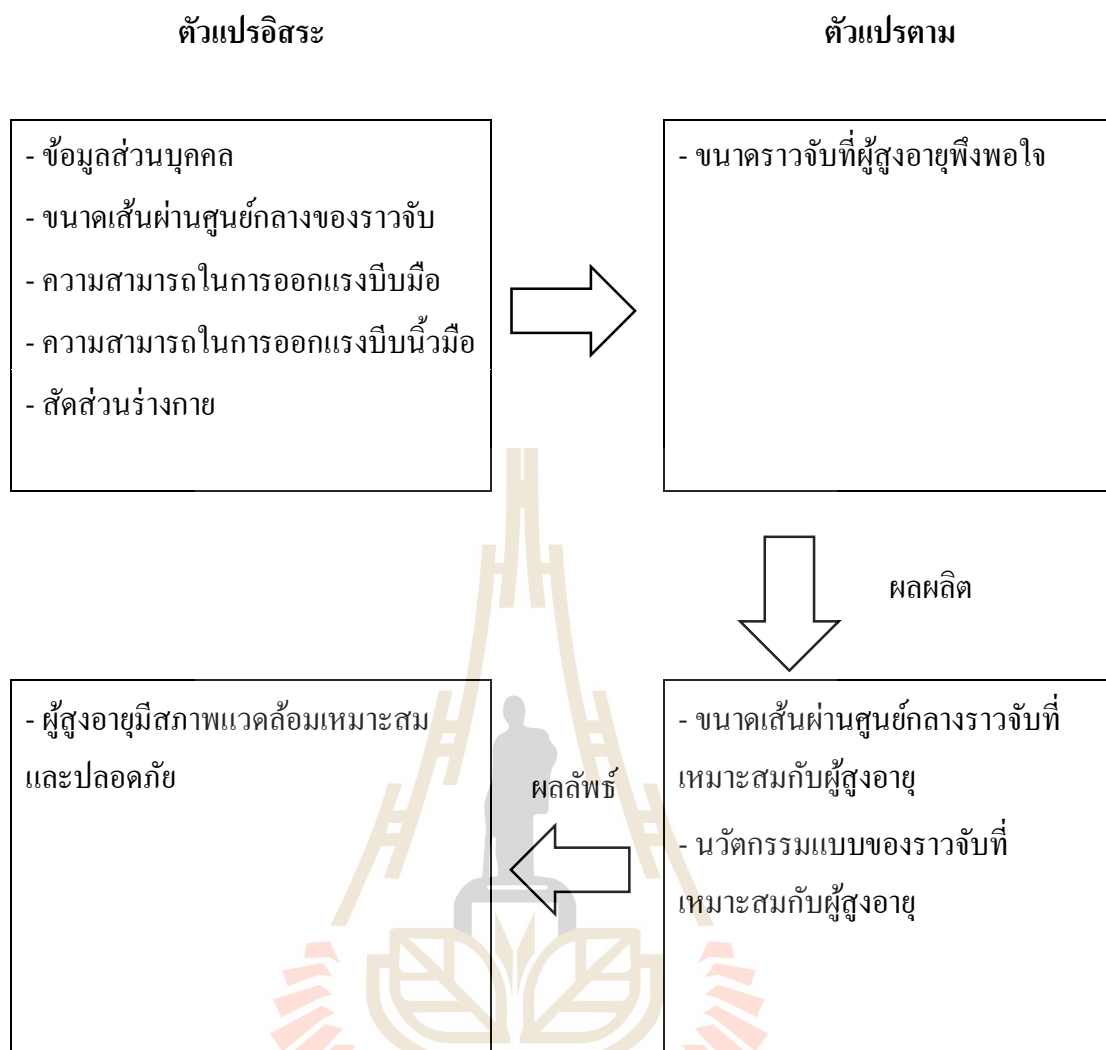 ตัวแปรอิสระ
ตัวแปรตาม
- ข้อมูลส่วนบุคคล
- ขนาดเส้นผ่านศูนย์กลางของราวจับ
- ความสามารถในการออกแรงบีบมือ
- ความสามารถในการออกแรงบีบนิ้วมือ
- สัดส่วนร่างกาย
- ขนาดราวจับที่ผู้สูงอายุพึงพอใจ
ผลผลิต
- ขนาดเส้นผ่านศูนย์กลางราวจับที่
เหมาะสมกับผู้สูงอายุ
- นวัตกรรมแบบของราวจับที่
เหมาะสมกับผู้สูงอายุ
ผลลัพธ์
- ผู้สูงอายุมีสภาพแวดล้อมเหมาะสม
และปลอดภัย